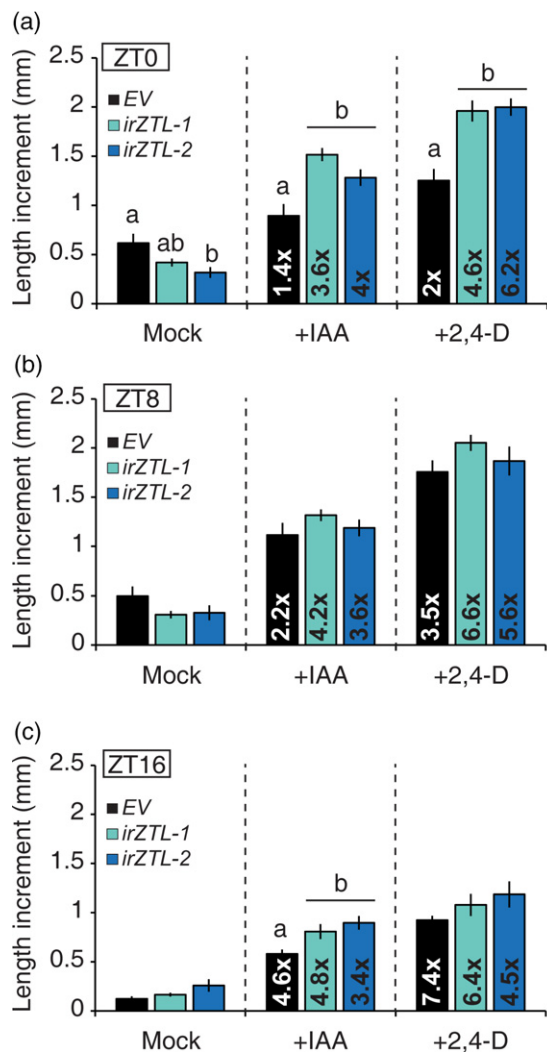 (a)
ZT0
EV
irZTL-1
irZTL-2
Length increment (mm)
2.5
2
1.5
1
0.5
0
a
ab
b
a
b
a
b
1.4x
3.6x
4x
2x
4.6x
6.2x
Mock
+IAA
+2,4-D
(b)
ZT8
EV
irZTL-1
irZTL-2
Length increment (mm)
2.5
2
1.5
1
0.5
0
2.2x
4.2x
3.6x
3.5x
6.6x
5.6x
Mock
+IAA
+2,4-D
(c)
ZT16
EV
irZTL-1
irZTL-2
Length increment (mm)
2.5
2
1.5
1
0.5
0
a
b
4.6x
4.8x
3.4x
7.4x
6.4x
4.5x
Mock
+IAA
+2,4-D